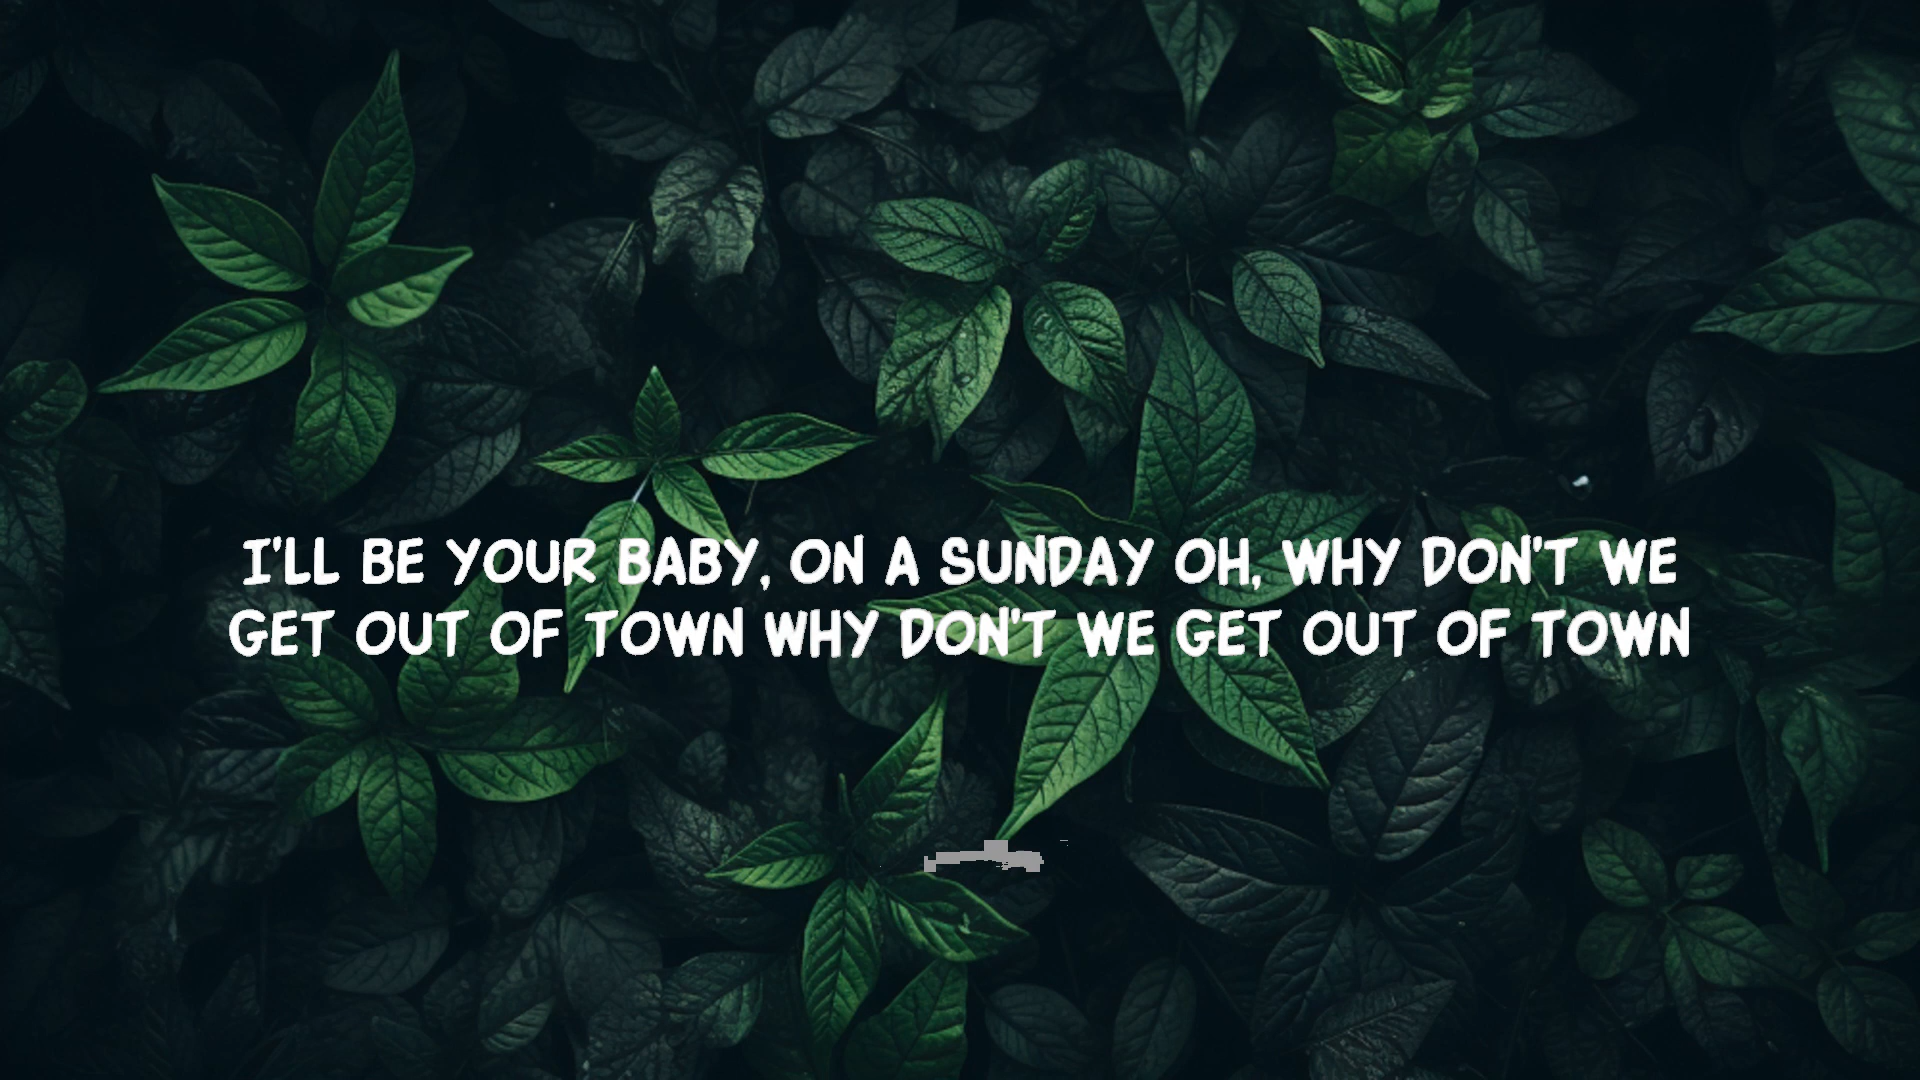 I'LL BE YOUR BABY, ON A SUNDAY OH, WHY DON'T WE
GET OUT OF TOWN WHY DON'T WE GET OUT OF TOWN